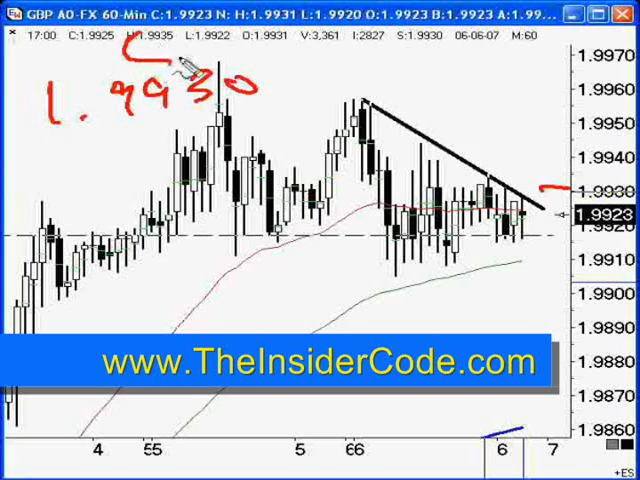 GBP A0-FX 60-Min C:1.9923 N: H:1.9931 L:1.9920 O:1.9923 B:1.9923 A:1.99...
17:00 C:1.9925 H:1.9935 L:1.9922 O:1.9931 V:3,361 I:2827 S:1.9930 06-06-07 M:60
1.9930
1.9970
1.9960
1.9950
1.9940
1.9930
1.9923
1.9920
1.9910
1.9900
1.9890
1.9880
www.TheInsiderCode.com
1.9870
1.9860
4 55 5 66 6 7
+ES